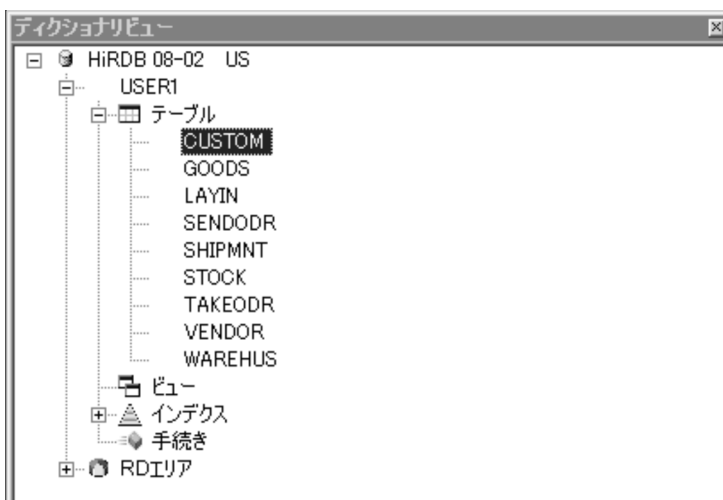 ディクショナリビュー
HiRDB 08-02 US
USER1
テーブル
CUSTOM
GOODS
LAYIN
SENDODR
SHIPMNT
STOCK
TAKEODR
VENDOR
WAREHUS
ビュー
インデクス
手続き
RDエリア